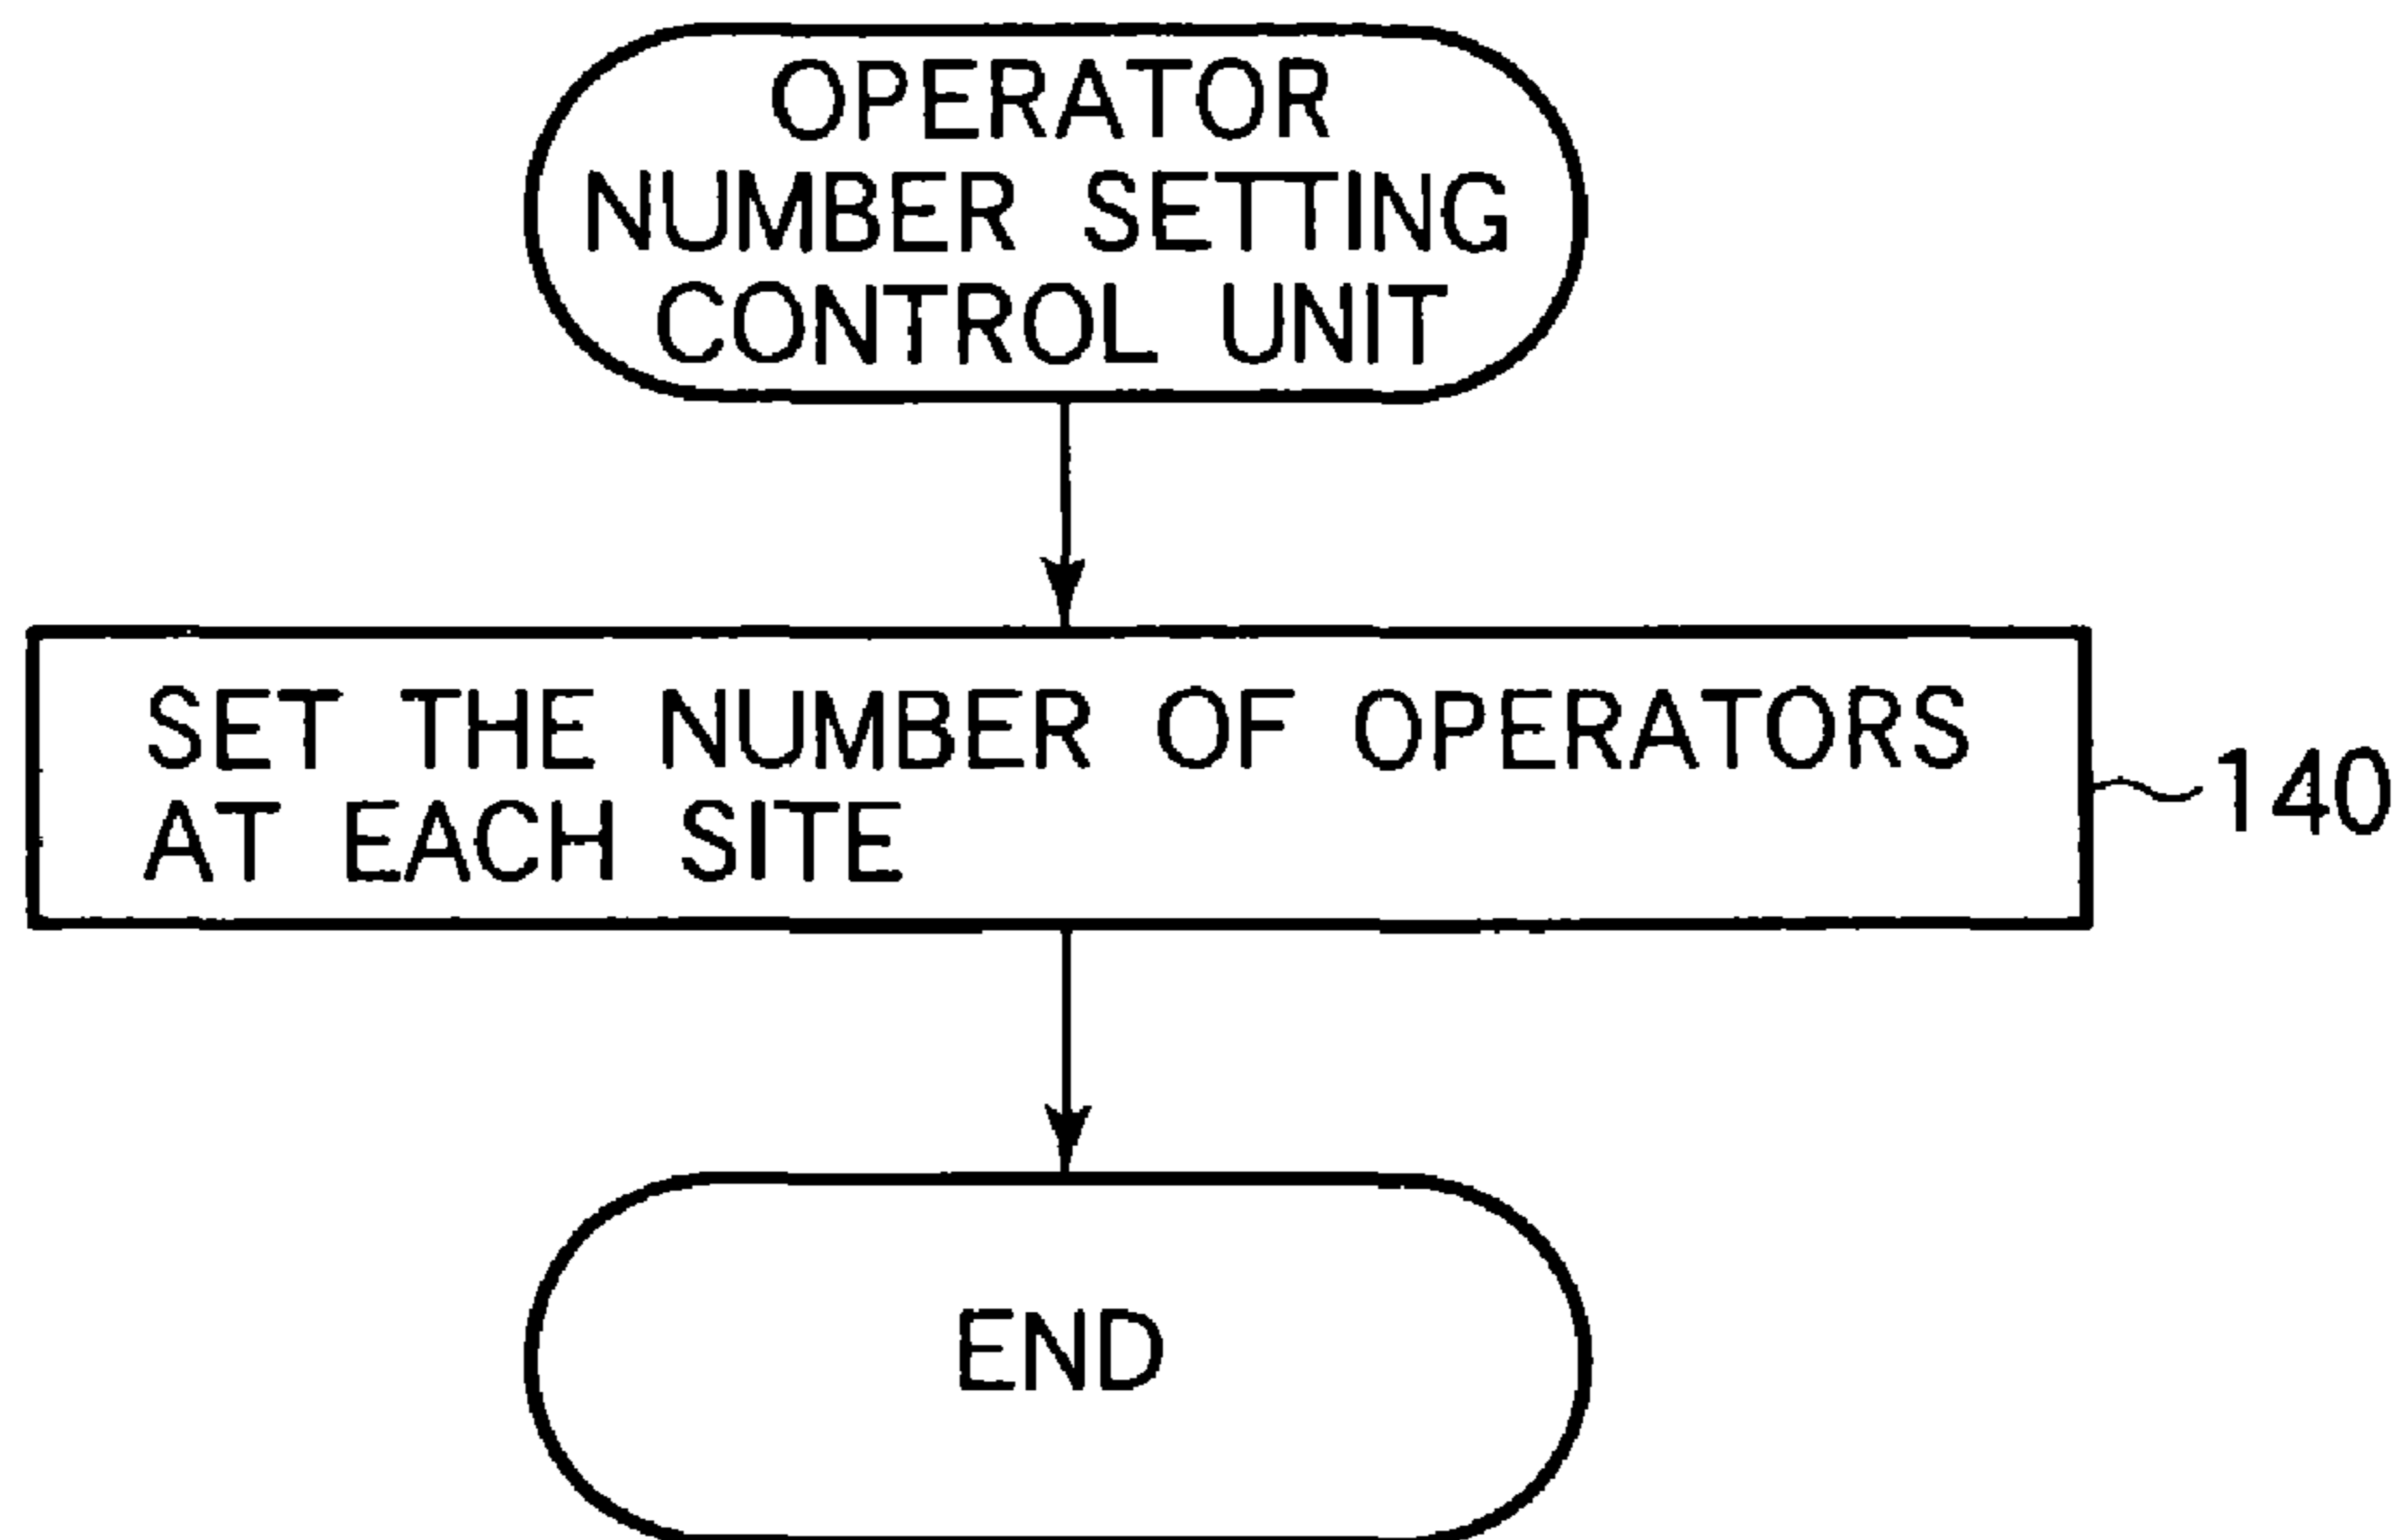 OPERATOR
NUMBER SETTING
CONTROL UNIT
SET THE NUMBER OF OPERATORS
AT EACH SITE
140
END